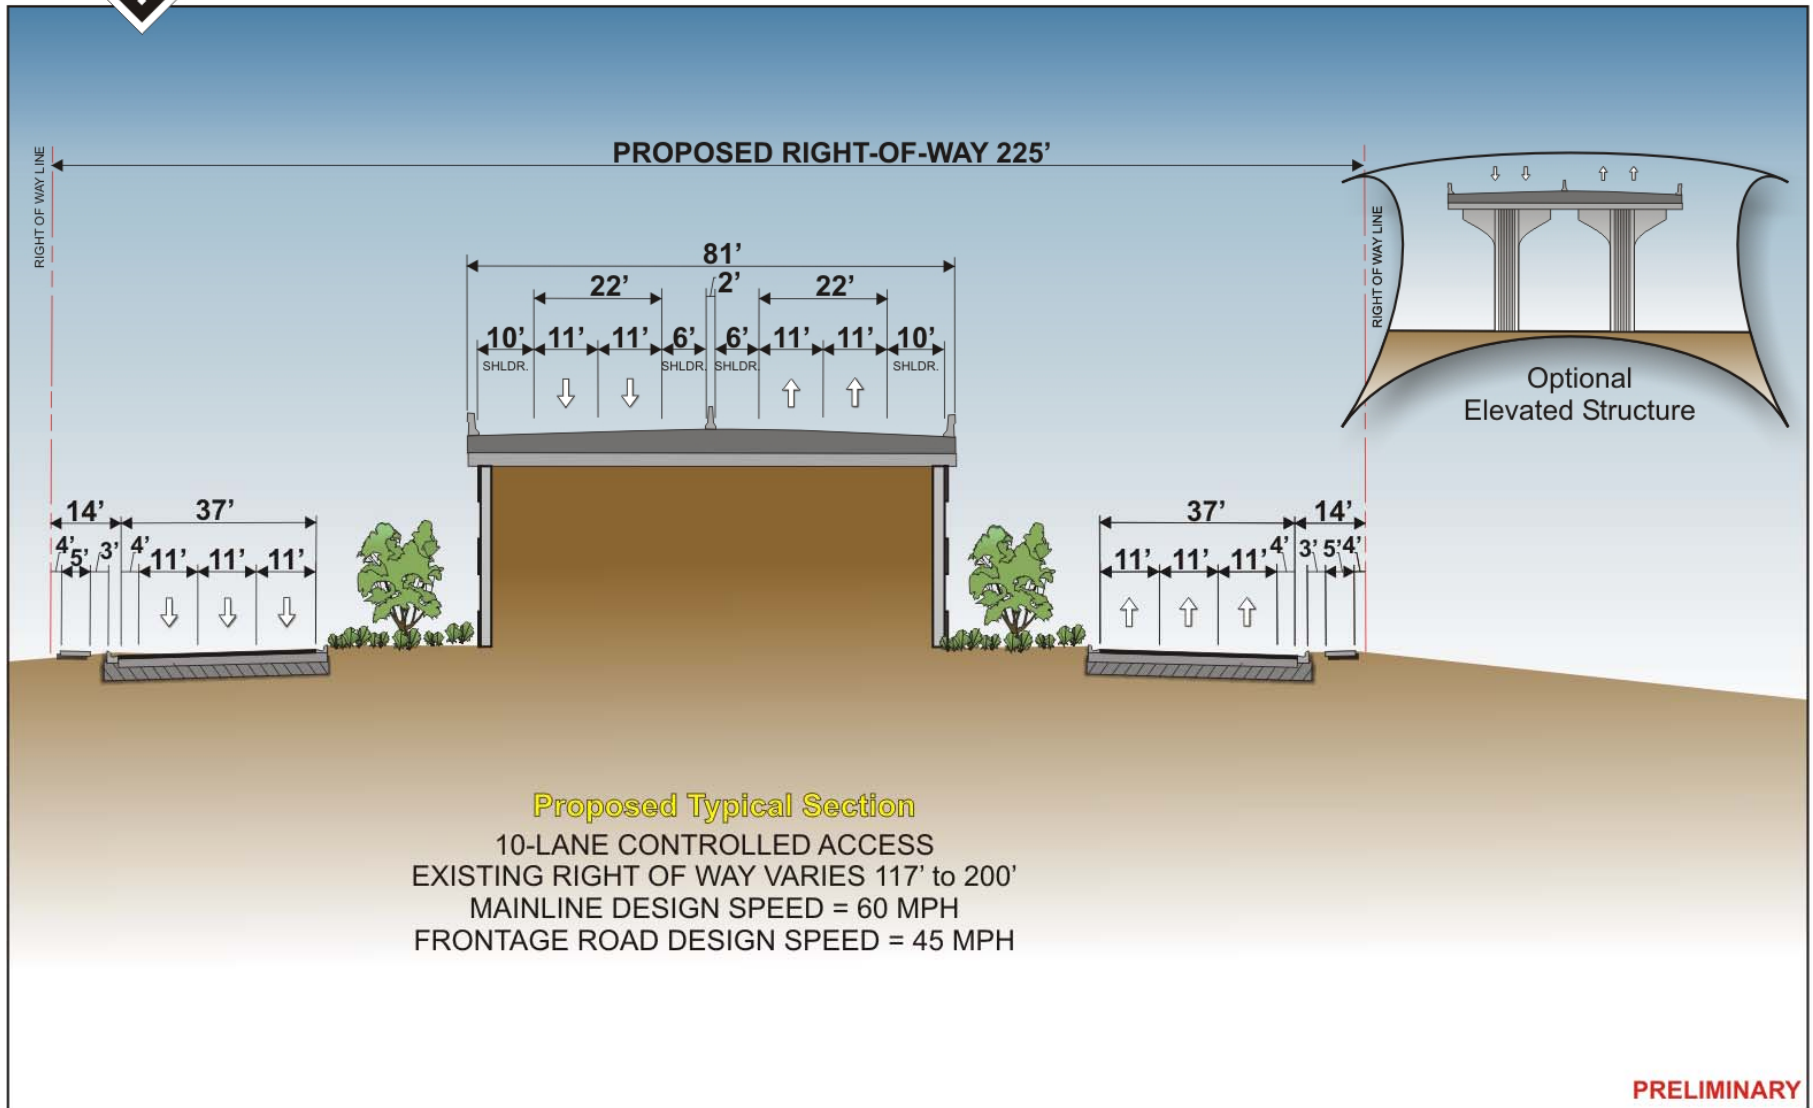 PROPOSED RIGHT-OF-WAY 225’
RIGHT OF WAY LINE
RIGHT OF WAY LINE
81’
22’ 2’ 22’
10’ 11’ 11’ 6’ 6’ 11’ 11’ 10’
SHLDR. SHLDR. SHLDR. SHLDR.
Optional
Elevated Structure
14’ 37’ 37’ 14’
4’ 5’ 3’ 4’ 11’ 11’ 11’ 11’ 11’ 11’ 4’ 3’ 5’ 4’
Proposed Typical Section
10-LANE CONTROLLED ACCESS
EXISTING RIGHT OF WAY VARIES 117’ to 200’
MAINLINE DESIGN SPEED = 60 MPH
FRONTAGE ROAD DESIGN SPEED = 45 MPH
PRELIMINARY